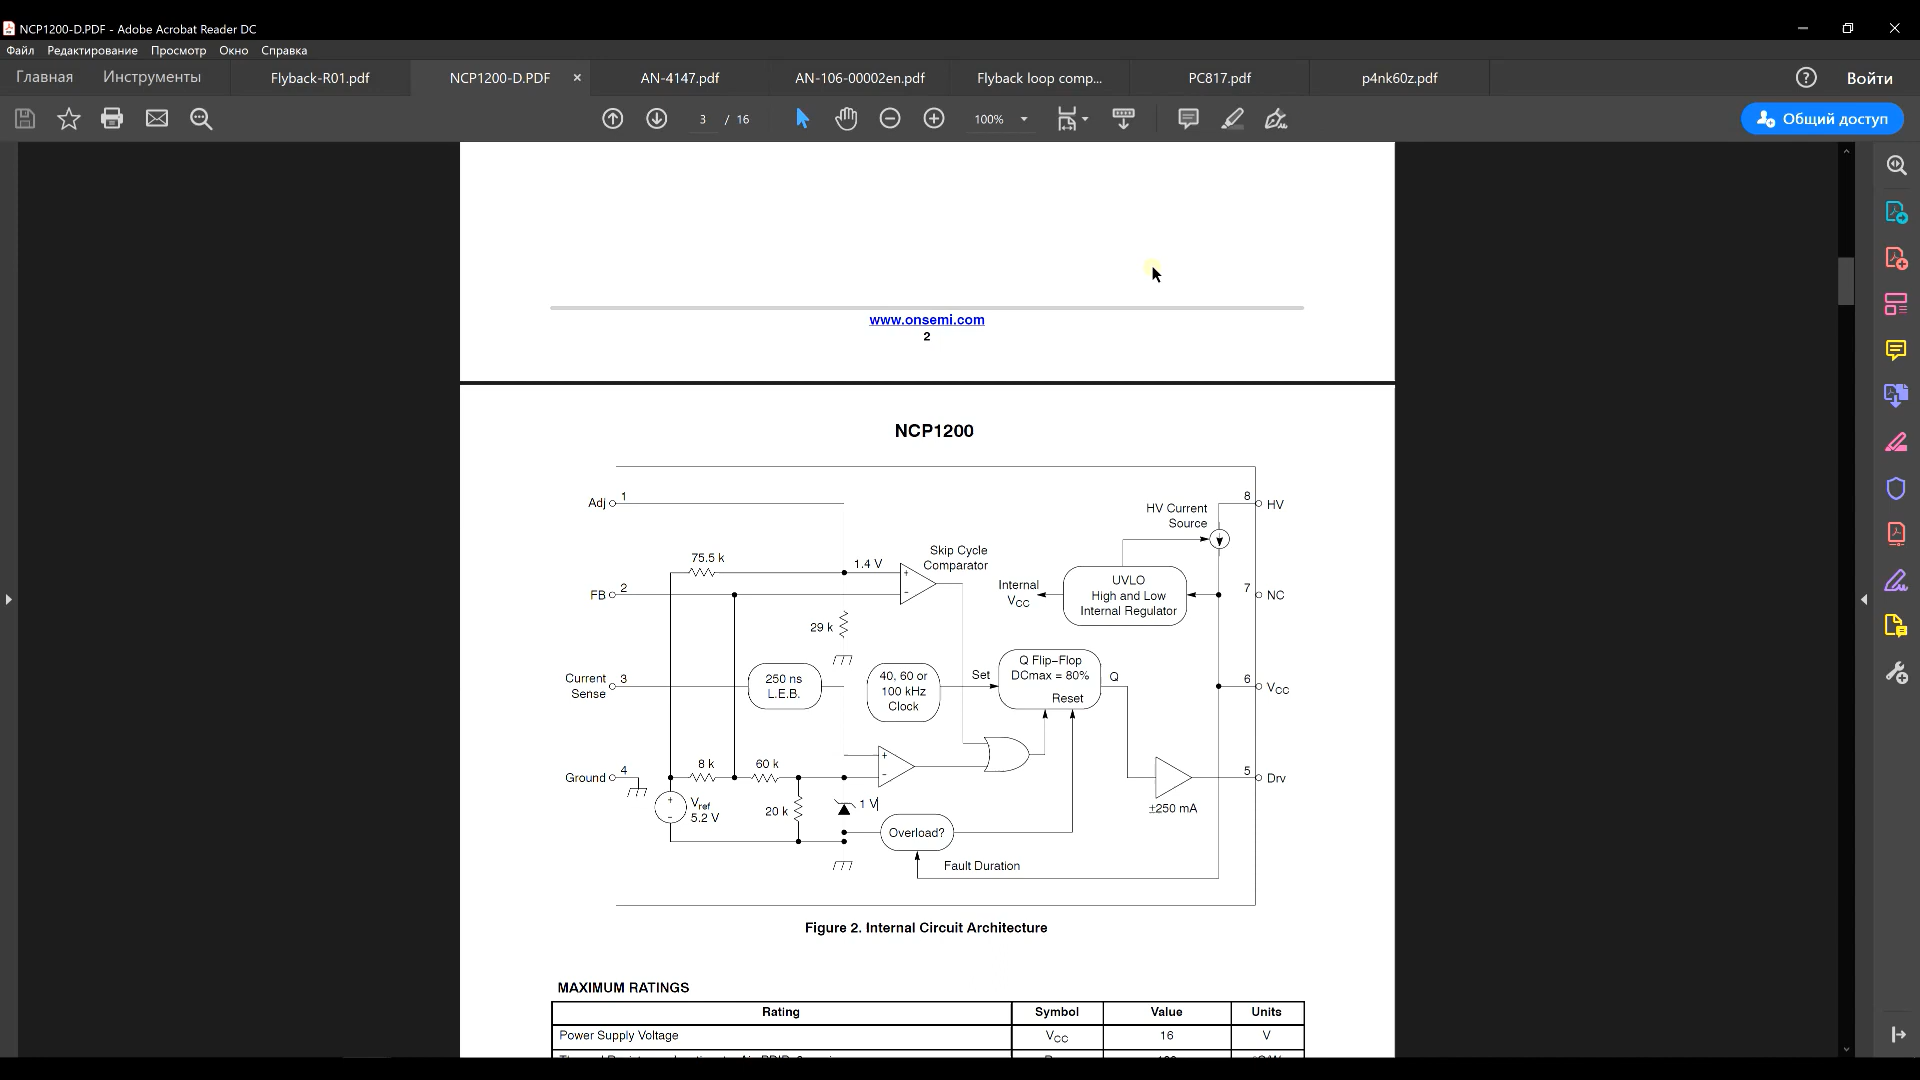 NCP1200-D.PDF - Adobe Acrobat Reader DC
Файл Редактирование Просмотр Окно Справка
Главная Инструменты Flyback-R01.pdf NCP1200-D.PDF × AN-4147.pdf AN-106-00002en.pdf Flyback loop comp... PC817.pdf p4nk60z.pdf Войти
3 / 16 100% Общий доступ
www.onsemi.com
2
NCP1200
Adj 1
8 HV
HV Current
Source
75.5 k
1.4 V
Skip Cycle
Comparator
+
-
FB 2
Internal
VCC
UVLO
High and Low
Internal Regulator
7 NC
29 k
Current
Sense
3
250 ns
L.E.B.
40, 60 or
100 kHz
Clock
Set
Q Flip–Flop
DCmax = 80%
Reset
Q
6 VCC
Ground 4
8 k
60 k
+
-
5 Drv
+
-
Vref
5.2 V
20 k
1 V
±250 mA
Overload?
Fault Duration
Figure 2. Internal Circuit Architecture
MAXIMUM RATINGS
Rating Symbol Value Units
Power Supply Voltage VCC 16 V